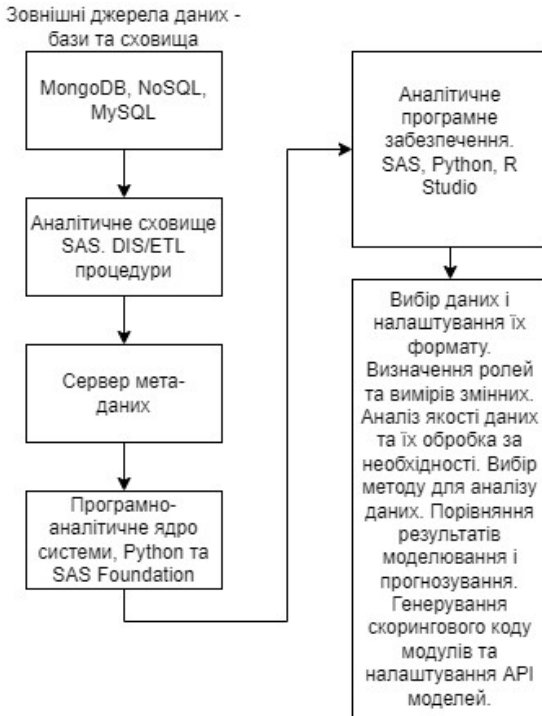 Зовнішні джерела даних -
бази та сховища
MongoDB, NoSQL,
MySQL
Аналітичне сховище
SAS. DIS/ETL
процедури
Сервер мета-
даних
Програмно-
аналітичне ядро
системи, Python та
SAS Foundation
Аналітичне
програмне
забезпечення.
SAS, Python, R
Studio
Вибір даних і
налаштування їх
формату.
Визначення ролей
та вимірів змінних.
Аналіз якості даних
та їх обробка за
необхідності. Вибір
методу для аналізу
даних. Порівняння
результатів
моделювання і
прогнозування.
Генерування
скорингового коду
модулів та
налаштування API
моделей.